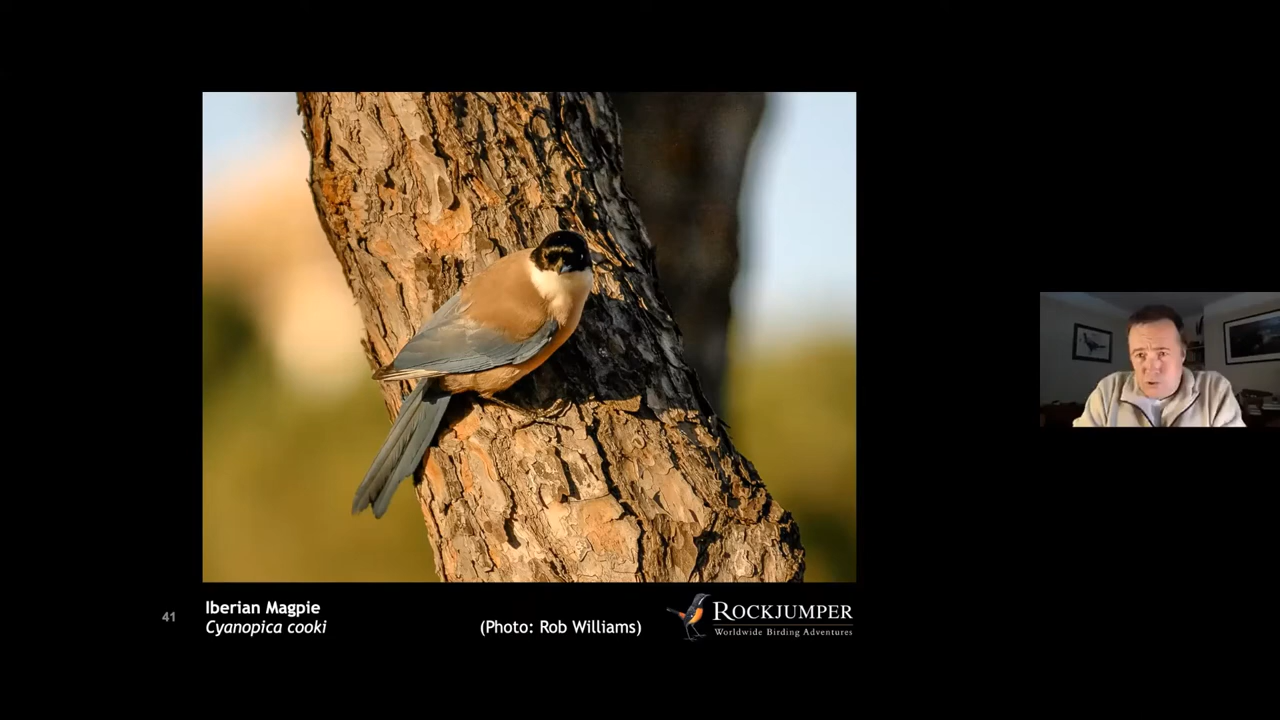 41
Iberian Magpie
Cyanopica cooki
(Photo: Rob Williams)
ROCKJUMPER
Worldwide Birding Adventures